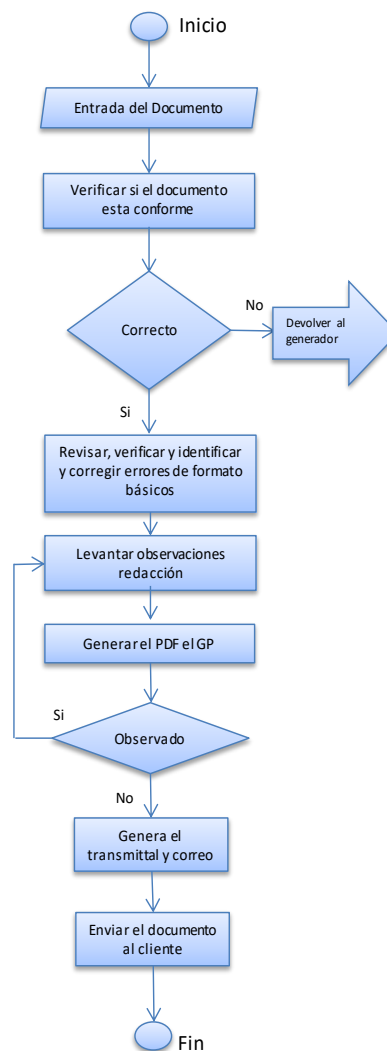 Inicio
Entrada del Documento
Verificar si el documento
esta conforme
Correcto
No
Devolver al
generador
Si
Revisar, verificar y identificar
y corregir errores de formato
básicos
Levantar observaciones
redacción
Generar el PDF el GP
Si
Observado
No
Genera el
transmittal y correo
Enviar el documento
al cliente
Fin